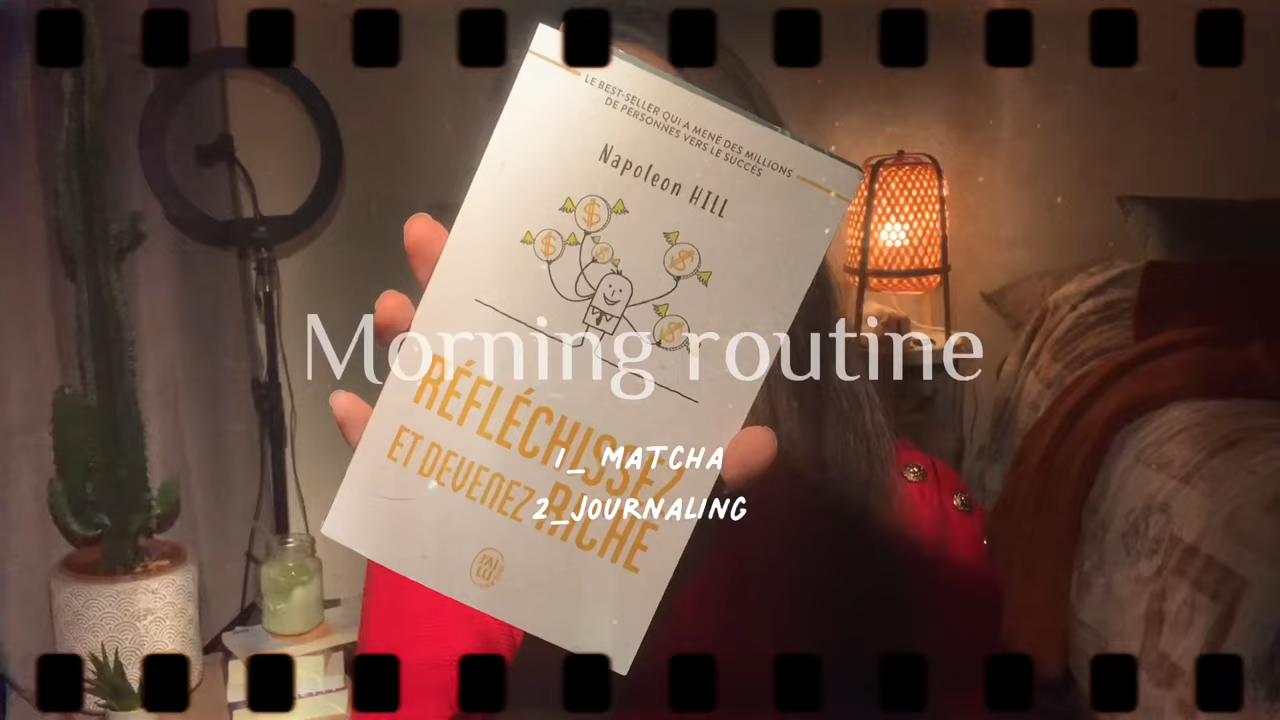 LE BEST-SELLER QUI A MENÉ DES MILLIONS
DE PERSONNES VERS LE SUCCÈS
Napoleon HILL
Morning routine
RÉFLÉCHISSEZ
ET DEVENEZ RICHE
1_ MATCHA
2_JOURNALING
J'AI
LU